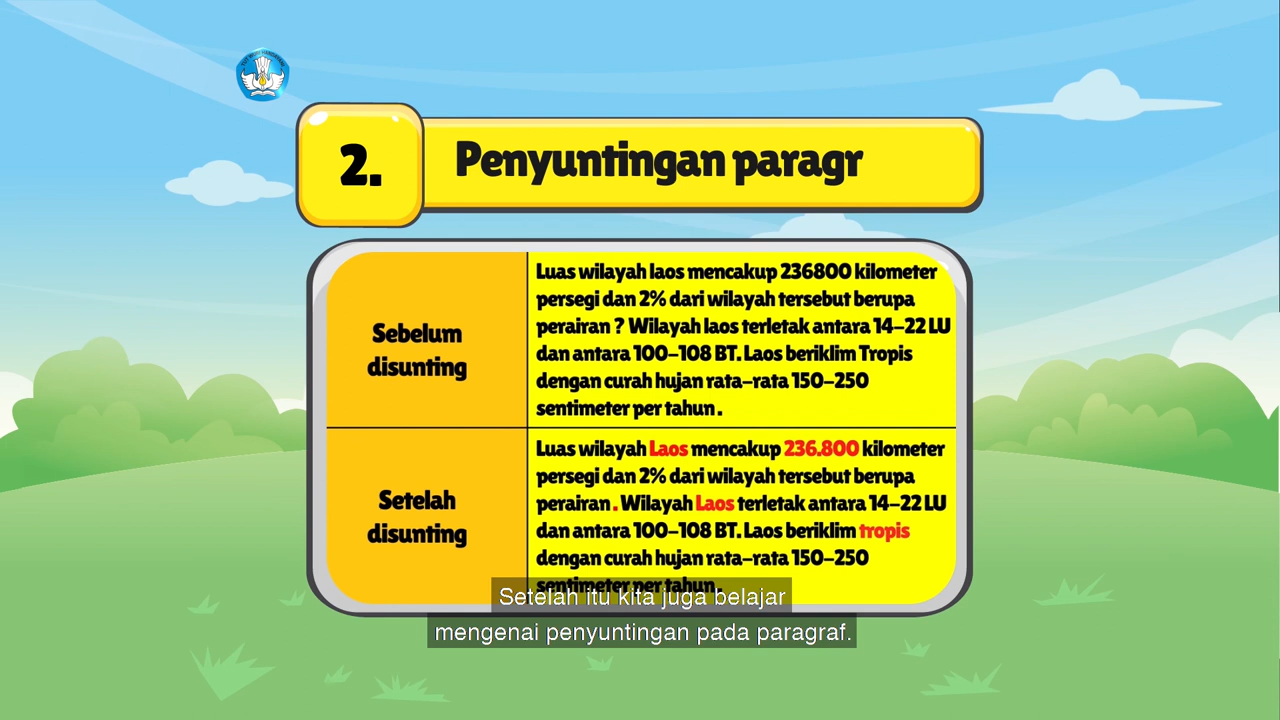 2.
Penyuntingan paragr
Sebelum
disunting
Luas wilayah laos mencakup 236800 kilometer
persegi dan 2% dari wilayah tersebut berupa
perairan ? Wilayah laos terletak antara 14-22 LU
dan antara 100-108 BT. Laos beriklim Tropis
dengan curah hujan rata-rata 150-250
sentimeter per tahun .
Setelah
disunting
Luas wilayah Laos mencakup 236.800 kilometer
persegi dan 2% dari wilayah tersebut berupa
perairan . Wilayah Laos terletak antara 14-22 LU
dan antara 100-108 BT. Laos beriklim tropis
dengan curah hujan rata-rata 150-250
sentimeter per tahun .
Setelah itu kita juga belajar
mengenai penyuntingan pada paragraf.